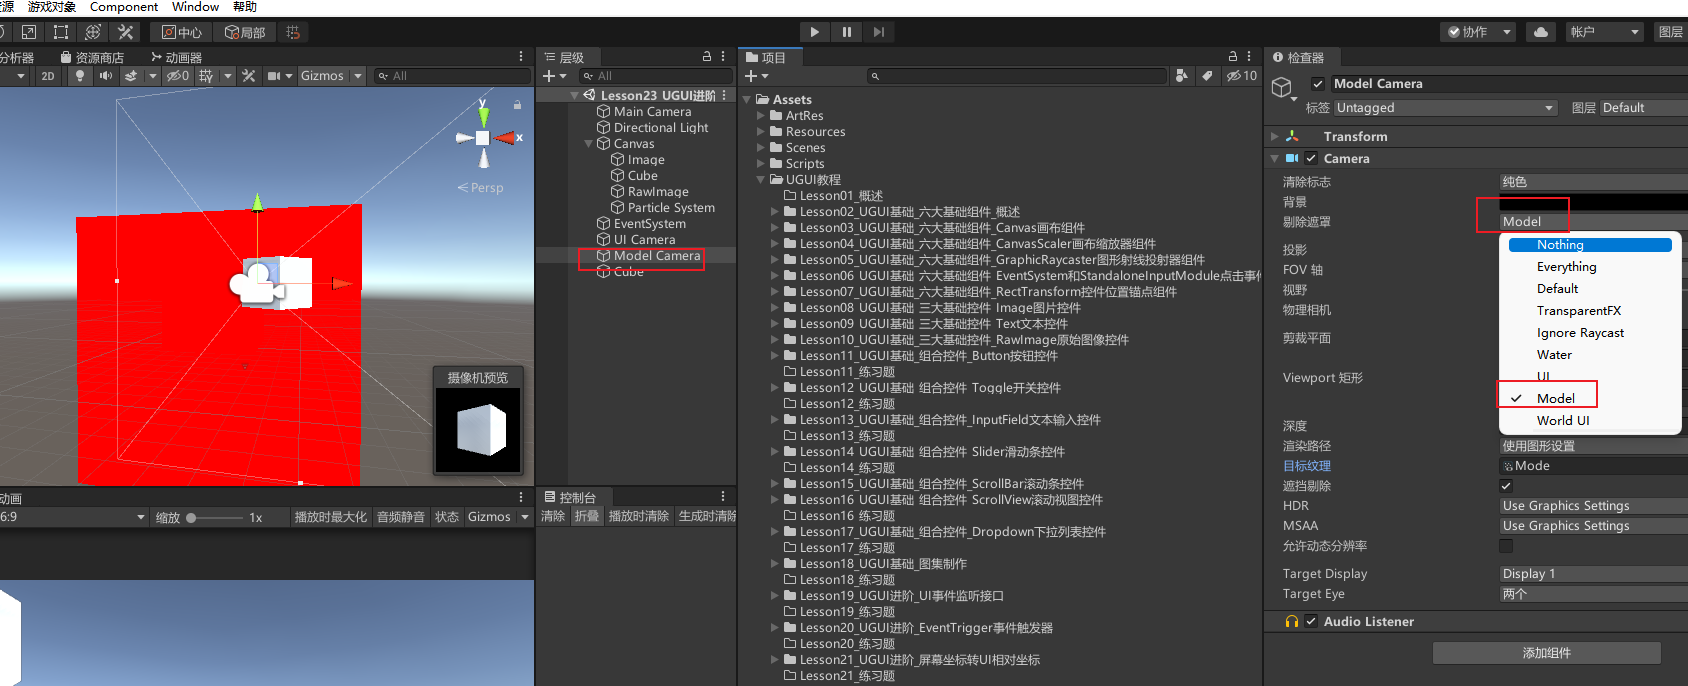 资源 游戏对象 Component Window 帮助
中心 局部 协作 帐户 图层
分析器 资源商店 动画器
2D 0 Gizmos All
Persp
y
x
摄像机预览
动画
6:9 缩放 1x 播放时最大化 音频静音 状态 Gizmos
层级
All
Lesson23 UGUI进阶
Main Camera
Directional Light
Canvas
Image
Cube
RawImage
Particle System
EventSystem
UI Camera
Model Camera
Cube
控制台
清除 折叠 播放时清除 生成时清除
项目
10
Assets
ArtRes
Resources
Scenes
Scripts
UGUI教程
Lesson01_概述
Lesson02_UGUI基础_六大基础组件_概述
Lesson03_UGUI基础_六大基础组件_Canvas画布组件
Lesson04_UGUI基础_六大基础组件_CanvasScaler画布缩放器组件
Lesson05_UGUI基础_六大基础组件_GraphicRaycaster图形射线投射器组件
Lesson06_UGUI基础_六大基础组件_EventSystem和StandaloneInputModule点击事件
Lesson07_UGUI基础_六大基础组件_RectTransform控件位置锚点组件
Lesson08_UGUI基础_三大基础控件_Image图片控件
Lesson09_UGUI基础_三大基础控件_Text文本控件
Lesson10_UGUI基础_三大基础控件_RawImage原始图像控件
Lesson11_UGUI基础_组合控件_Button按钮控件
Lesson11_练习题
Lesson12_UGUI基础_组合控件_Toggle开关控件
Lesson12_练习题
Lesson13_UGUI基础_组合控件_InputField文本输入控件
Lesson13_练习题
Lesson14_UGUI基础_组合控件_Slider滑动条控件
Lesson14_练习题
Lesson15_UGUI基础_组合控件_ScrollBar滚动条控件
Lesson16_UGUI基础_组合控件_ScrollView滚动视图控件
Lesson16_练习题
Lesson17_UGUI基础_组合控件_Dropdown下拉列表控件
Lesson17_练习题
Lesson18_UGUI基础_图集制作
Lesson18_练习题
Lesson19_UGUI进阶_UI事件监听接口
Lesson19_练习题
Lesson20_UGUI进阶_EventTrigger事件触发器
Lesson20_练习题
Lesson21_UGUI进阶_屏幕坐标转UI相对坐标
Lesson21_练习题
检查器
Model Camera
标签 Untagged 图层 Default
Transform
Camera
清除标志 纯色
背景
剔除遮罩 Model
投影
FOV 轴
视野
物理相机
剪裁平面
Viewport 矩形
深度
Nothing
Everything
Default
TransparentFX
Ignore Raycast
Water
UI
Model
World UI
渲染路径 使用图形设置
目标纹理 Mode
遮挡剔除
HDR Use Graphics Settings
MSAA Use Graphics Settings
允许动态分辨率
Target Display Display 1
Target Eye 两个
Audio Listener
添加组件